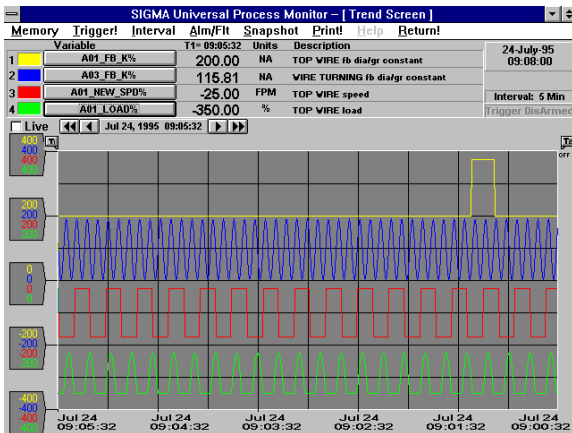 SIGMA Universal Process Monitor – [ Trend Screen ]
Memory Trigger! Interval Alm/Flt Snapshot Print! Help Return!
Variable T1= 09:05:32 Units Description
1 A01_FB_K% 200.00 NA TOP WIRE fb dia/gr constant
2 A03_FB_K% 115.81 NA WIRE TURNING fb dia/gr constant
3 A01_NEW_SPD% -25.00 FPM TOP WIRE speed
4 A01_LOAD% -350.00 % TOP WIRE load
24-July-95
09:08:00
Interval: 5 Min
Trigger DisArmed
Live Jul 24, 1995 09:05:32
400
400
400
OFF
200
200
200
200
0
0
0
0
-200
-200
-200
-200
-400
-400
-400
Jul 24 Jul 24 Jul 24 Jul 24 Jul 24 Jul 24
09:05:32 09:04:32 09:03:32 09:02:32 09:01:32 09:00:32